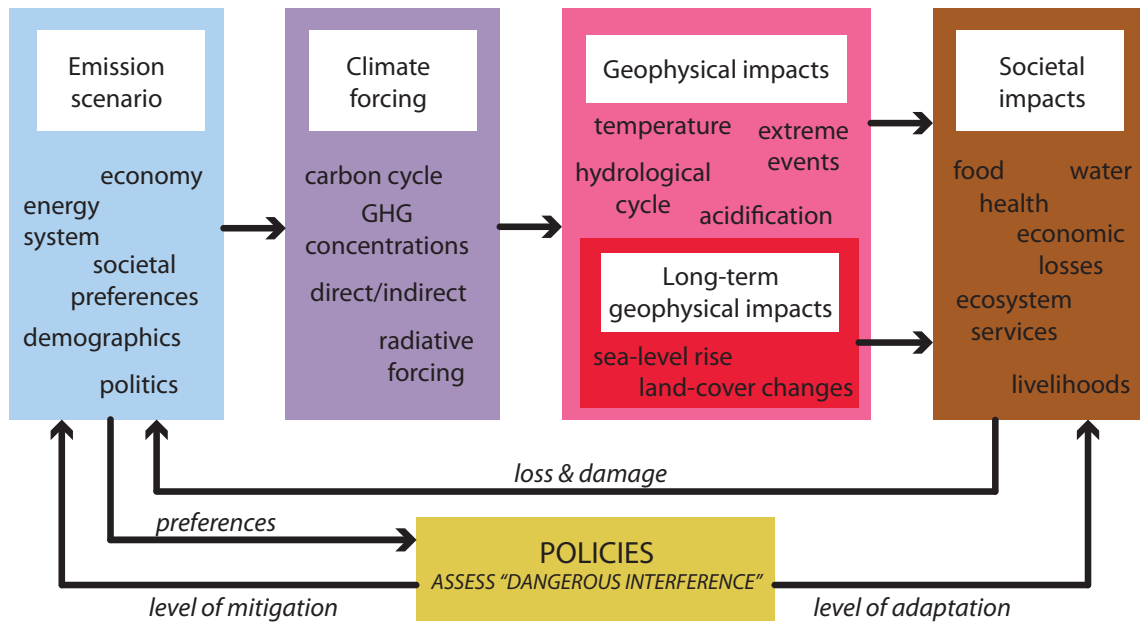 Emission
scenario
economy
energy
system
societal
preferences
demographics
politics
Climate
forcing
carbon cycle
GHG
concentrations
direct/indirect
radiative
forcing
Geophysical impacts
temperature
extreme
events
hydrological
cycle
acidification
Long-term
geophysical impacts
sea-level rise
land-cover changes
Societal
impacts
food
water
health
economic
losses
ecosystem
services
livelihoods
loss & damage
preferences
POLICIES
ASSESS “DANGEROUS INTERFERENCE”
level of mitigation
level of adaptation